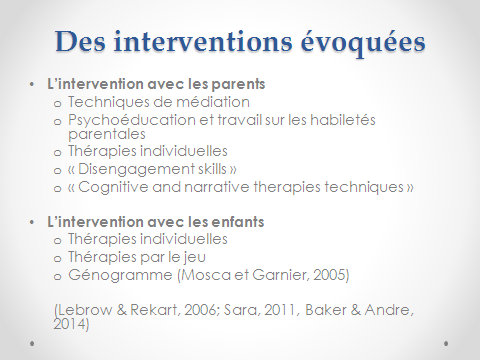 Des interventions évoquées
• L'intervention avec les parents
o Techniques de médiation
o Psychoéducation et travail sur les habiletés
parentales
o Thérapies individuelles
o « Disengagement skills »
o « Cognitive and narrative therapies techniques »
• L'intervention avec les enfants
o Thérapies individuelles
o Thérapies par le jeu
o Génogramme (Mosca et Garnier, 2005)
(Lebrow & Rekart, 2006; Sara, 2011, Baker & Andre,
2014)